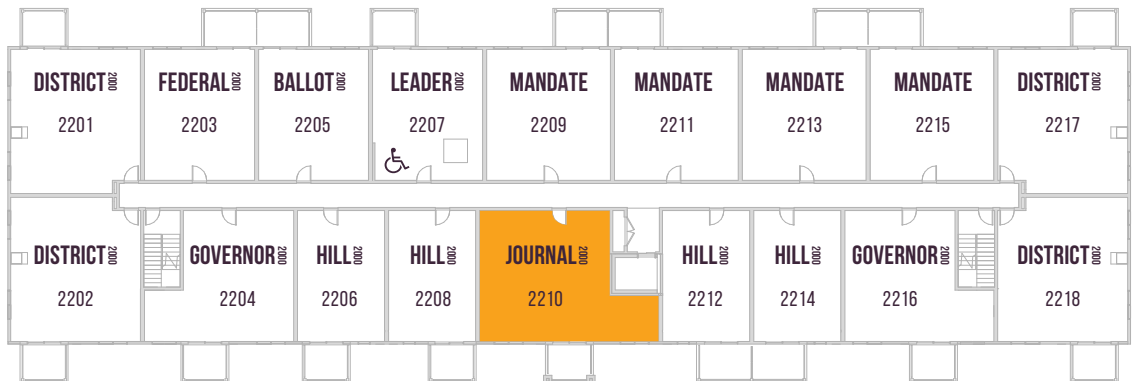 DISTRICT 2000
2201
FEDERAL 2000
2203
BALLOT 2000
2205
LEADER 2000
2207
MANDATE
2209
MANDATE
2211
MANDATE
2213
MANDATE
2215
DISTRICT 2000
2217
DISTRICT 2000
2202
GOVERNOR 2000
2204
HILL 2000
2206
HILL 2000
2208
JOURNAL 2000
2210
HILL 2000
2212
HILL 2000
2214
GOVERNOR 2000
2216
DISTRICT 2000
2218